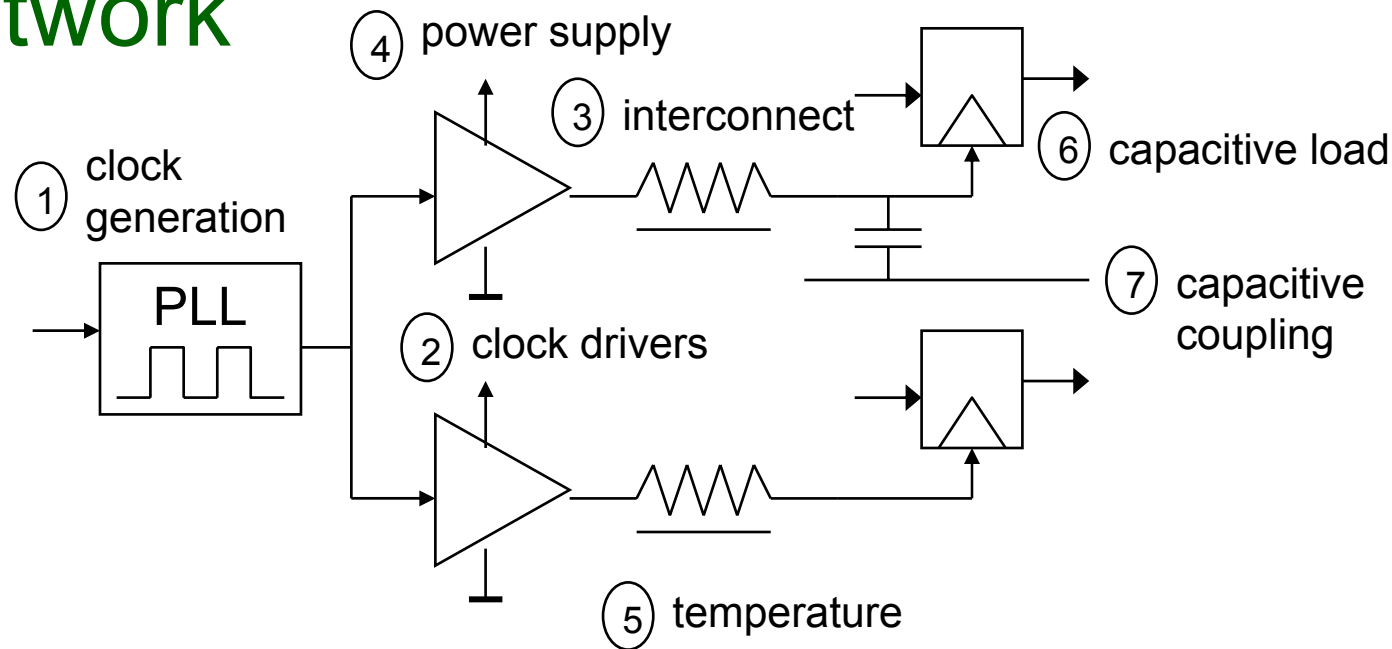 twork
4 power supply
3 interconnect
6 capacitive load
1 clock
generation
7 capacitive
coupling
PLL
2 clock drivers
5 temperature